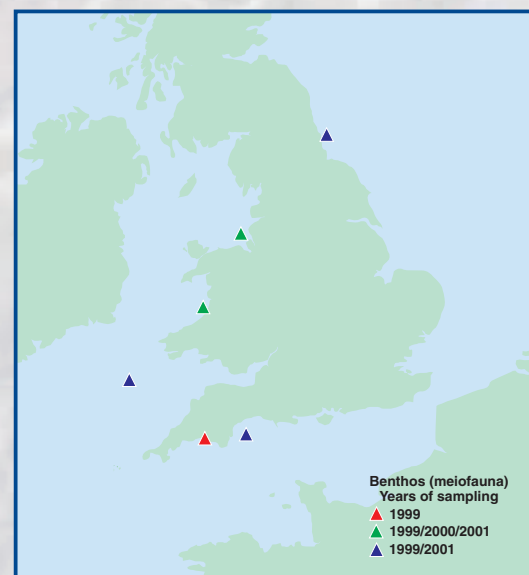 Benthos (meiofauna)
Years of sampling
1999
1999/2000/2001
1999/2001